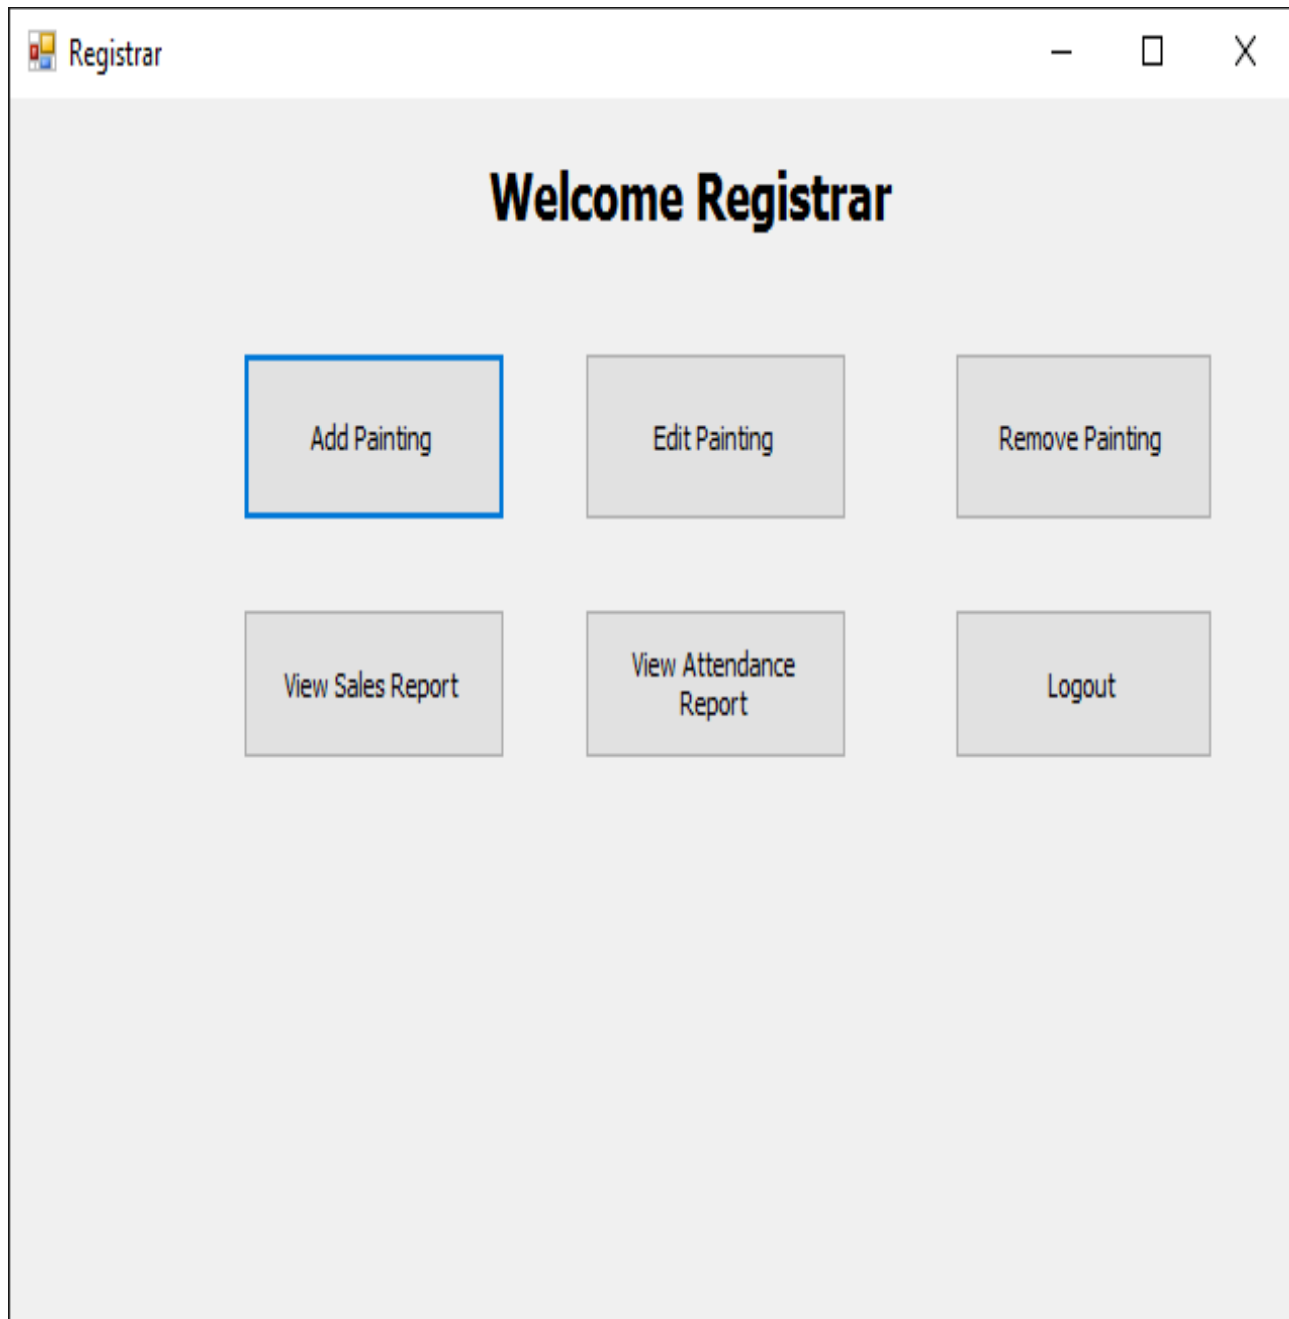 Registrar
Welcome Registrar
Add Painting
Edit Painting
Remove Painting
View Sales Report
View Attendance
Report
Logout